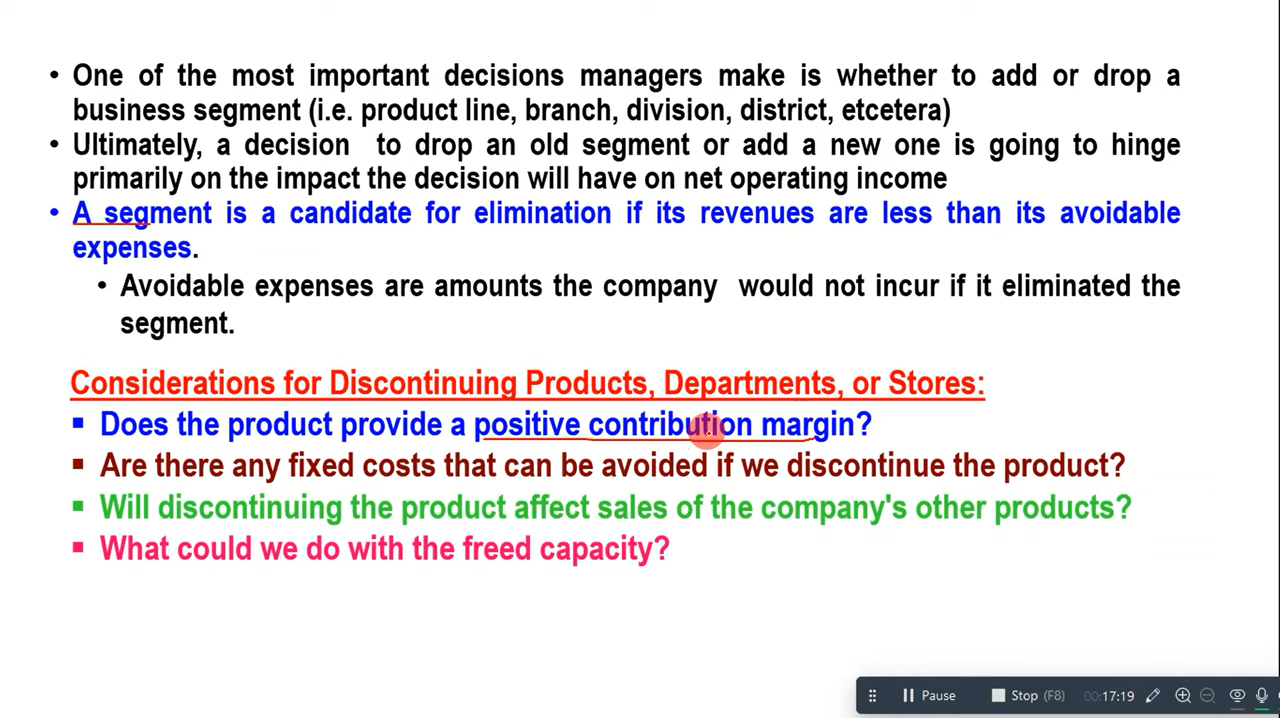 • One of the most important decisions managers make is whether to add or drop a
business segment (i.e. product line, branch, division, district, etcetera)
• Ultimately, a decision to drop an old segment or add a new one is going to hinge
primarily on the impact the decision will have on net operating income
• A segment is a candidate for elimination if its revenues are less than its avoidable
expenses.
• Avoidable expenses are amounts the company would not incur if it eliminated the
segment.
Considerations for Discontinuing Products, Departments, or Stores:
▪ Does the product provide a positive contribution margin?
▪ Are there any fixed costs that can be avoided if we discontinue the product?
▪ Will discontinuing the product affect sales of the company's other products?
▪ What could we do with the freed capacity?
Pause Stop (F8) 00:17:19